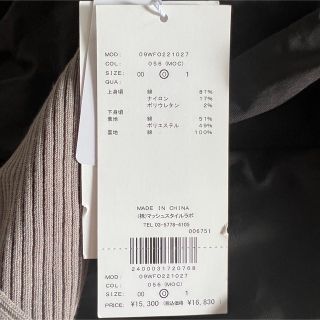 MOD: 09WFO221027
COL: 056 (MOC)
SIZE: 00 0 1
QUA:
上身頃 綿 81%
ナイロン 17%
ポリウレタン 2%
下身頃
表地 綿 51%
ポリエステル 49%
裏地 綿 100%
MADE IN CHINA
(株)マッシュスタイルラボ
TEL 03-5778-4105
006751
2400031720768
MOD: 09WFO221027
COL: 056 (MOC)
SIZE: 00 0 1
PRICE: ¥15,300 (税込価格 ¥16,830)